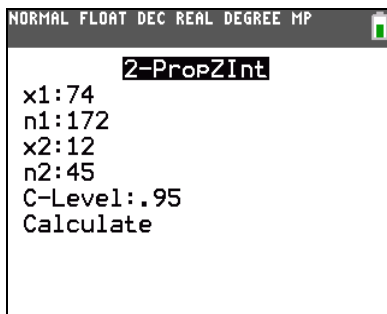 NORMAL FLOAT DEC REAL DEGREE MP
2-PropZInt
x1:74
n1:172
x2:12
n2:45
C-Level:.95
Calculate